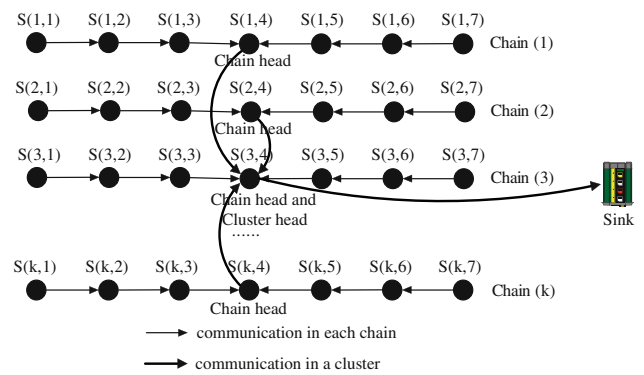 S(1,1) S(1,2) S(1,3) S(1,4) S(1,5) S(1,6) S(1,7)
Chain (1)
Chain head
S(2,1) S(2,2) S(2,3) S(2,4) S(2,5) S(2,6) S(2,7)
Chain (2)
Chain head
S(3,1) S(3,2) S(3,3) S(3,4) S(3,5) S(3,6) S(3,7)
Chain (3)
Chain head and
Cluster head
......
Sink
S(k,1) S(k,2) S(k,3) S(k,4) S(k,5) S(k,6) S(k,7)
Chain (k)
Chain head
communication in each chain
communication in a cluster